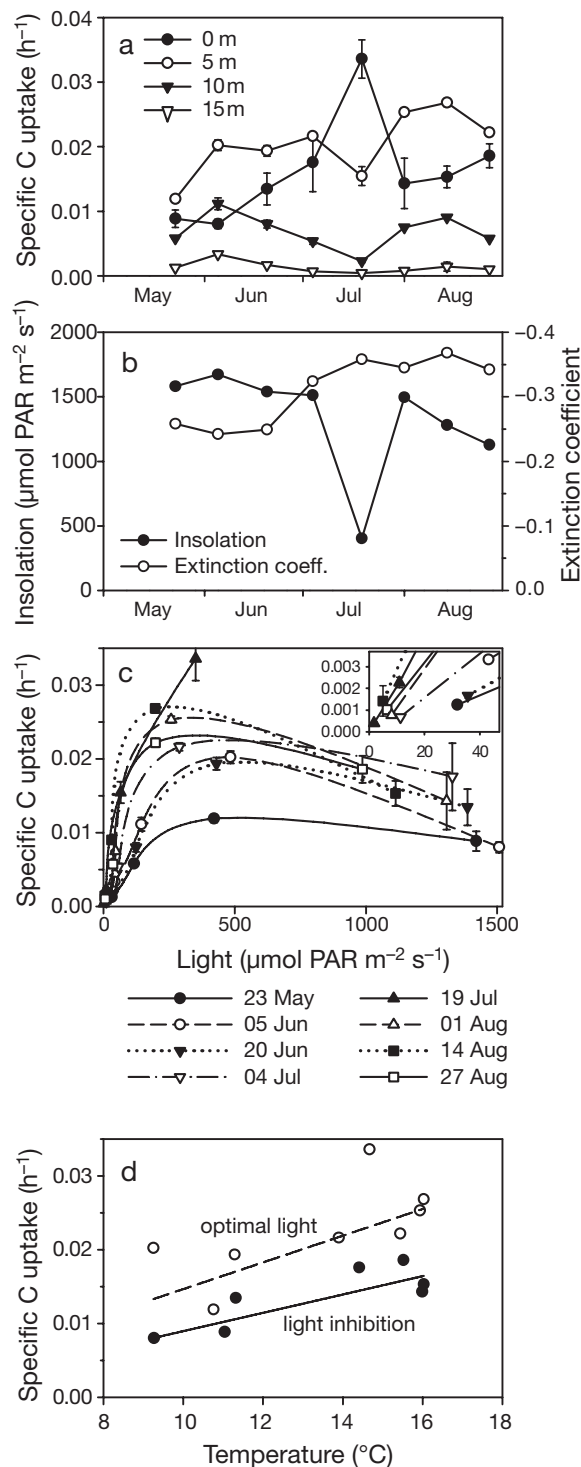 a
0 m
5 m
10 m
15 m
Specific C uptake (h⁻¹)
0.04
0.03
0.02
0.01
0.00
May Jun Jul Aug
b
Insolation (µmol PAR m⁻² s⁻¹)
2000
1500
1000
500
0
Extinction coefficient
−0.4
−0.3
−0.2
−0.1
0.0
Insolation
Extinction coeff.
May Jun Jul Aug
c
Specific C uptake (h⁻¹)
0.03
0.02
0.01
0.00
0.003
0.002
0.001
0.000
0 20 40
0 500 1000 1500
Light (µmol PAR m⁻² s⁻¹)
23 May
05 Jun
20 Jun
04 Jul
19 Jul
01 Aug
14 Aug
27 Aug
d
Specific C uptake (h⁻¹)
0.03
0.02
0.01
0.00
optimal light
light inhibition
8 10 12 14 16 18
Temperature (°C)